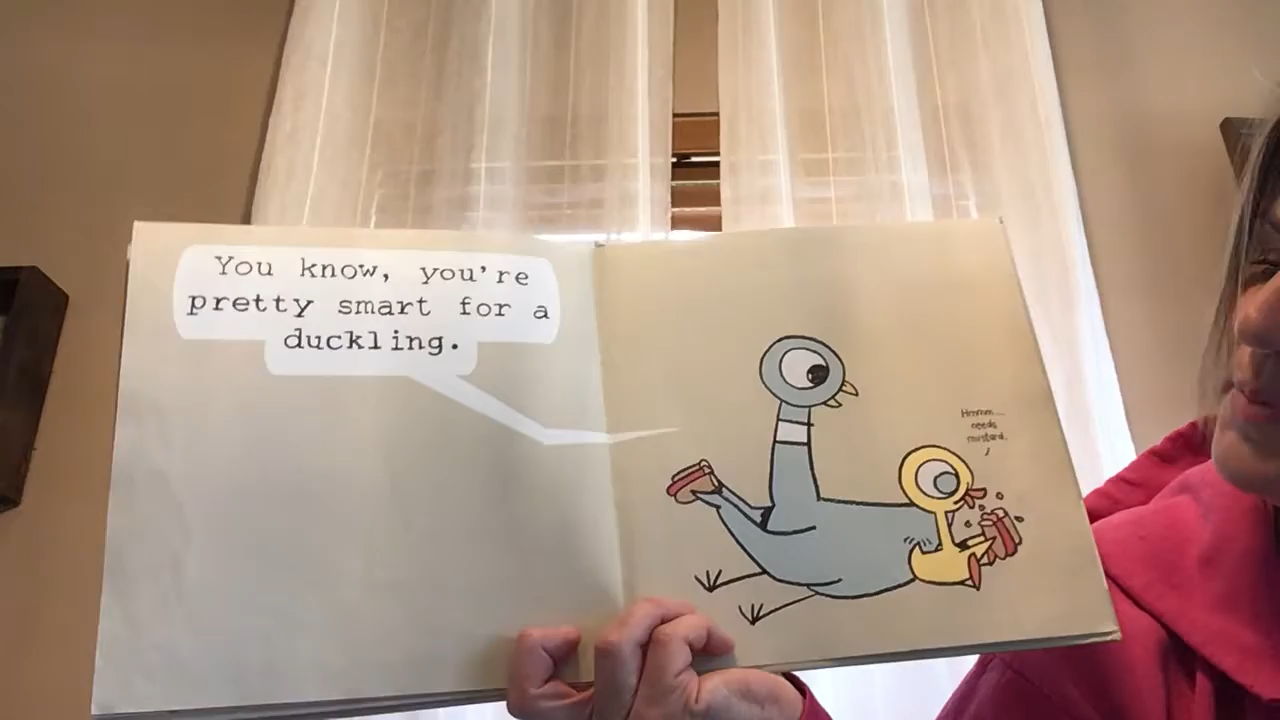 You know, you're
pretty smart for a
duckling.
Hmmm...
needs
mustard.